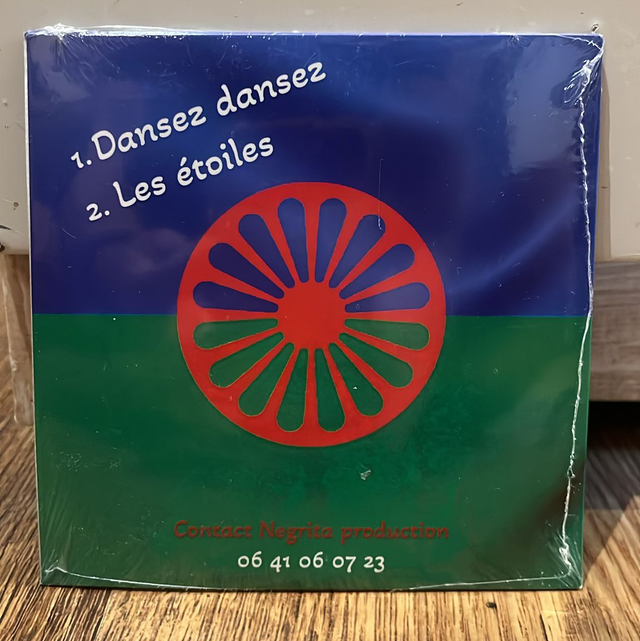 1. Dansez dansez
2. Les étoiles
Contact Negrita production
06 41 06 07 23